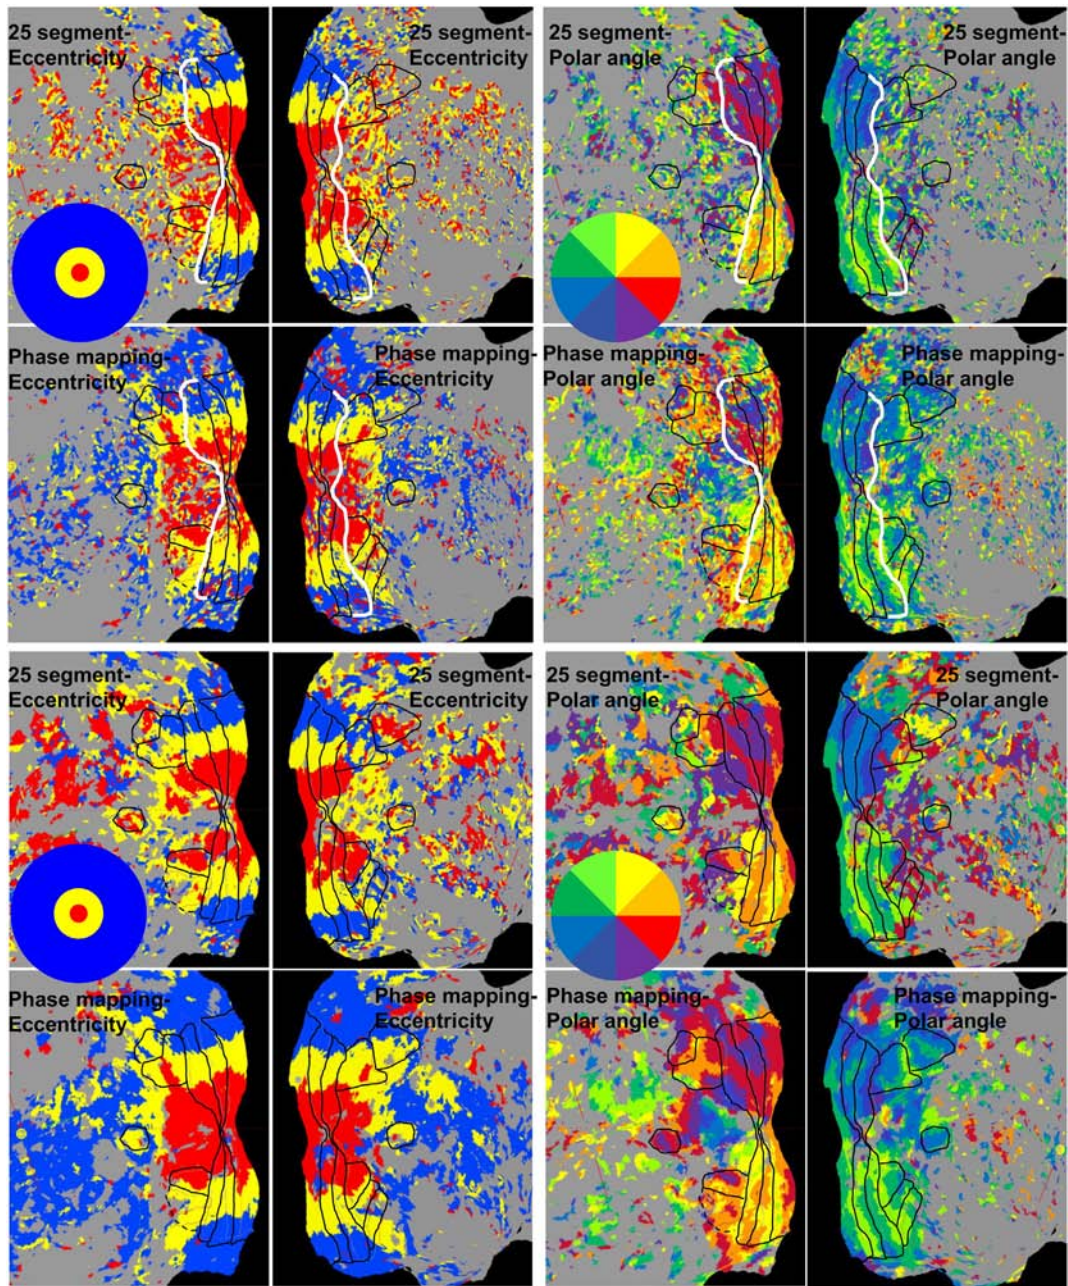 25 segment-
Eccentricity
25 segment-
Eccentricity
25 segment-
Polar angle
25 segment-
Polar angle
Phase mapping-
Eccentricity
Phase mapping-
Eccentricity
Phase mapping-
Polar angle
Phase mapping-
Polar angle
25 segment-
Eccentricity
25 segment-
Eccentricity
25 segment-
Polar angle
25 segment-
Polar angle
Phase mapping-
Eccentricity
Phase mapping-
Eccentricity
Phase mapping-
Polar angle
Phase mapping-
Polar angle